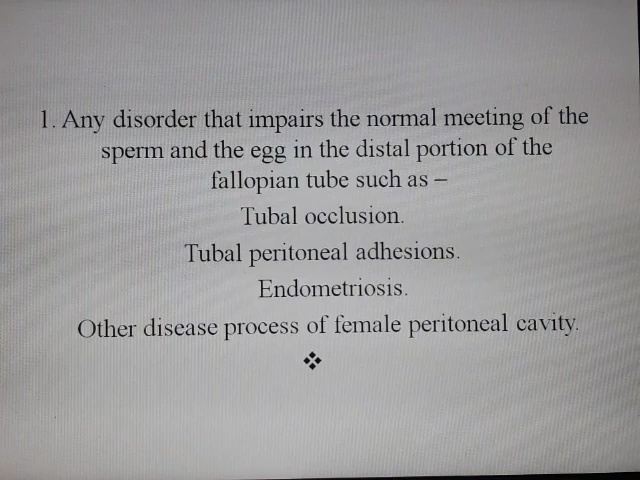 1. Any disorder that impairs the normal meeting of the
sperm and the egg in the distal portion of the
fallopian tube such as –
Tubal occlusion.
Tubal peritoneal adhesions.
Endometriosis.
Other disease process of female peritoneal cavity.
❖